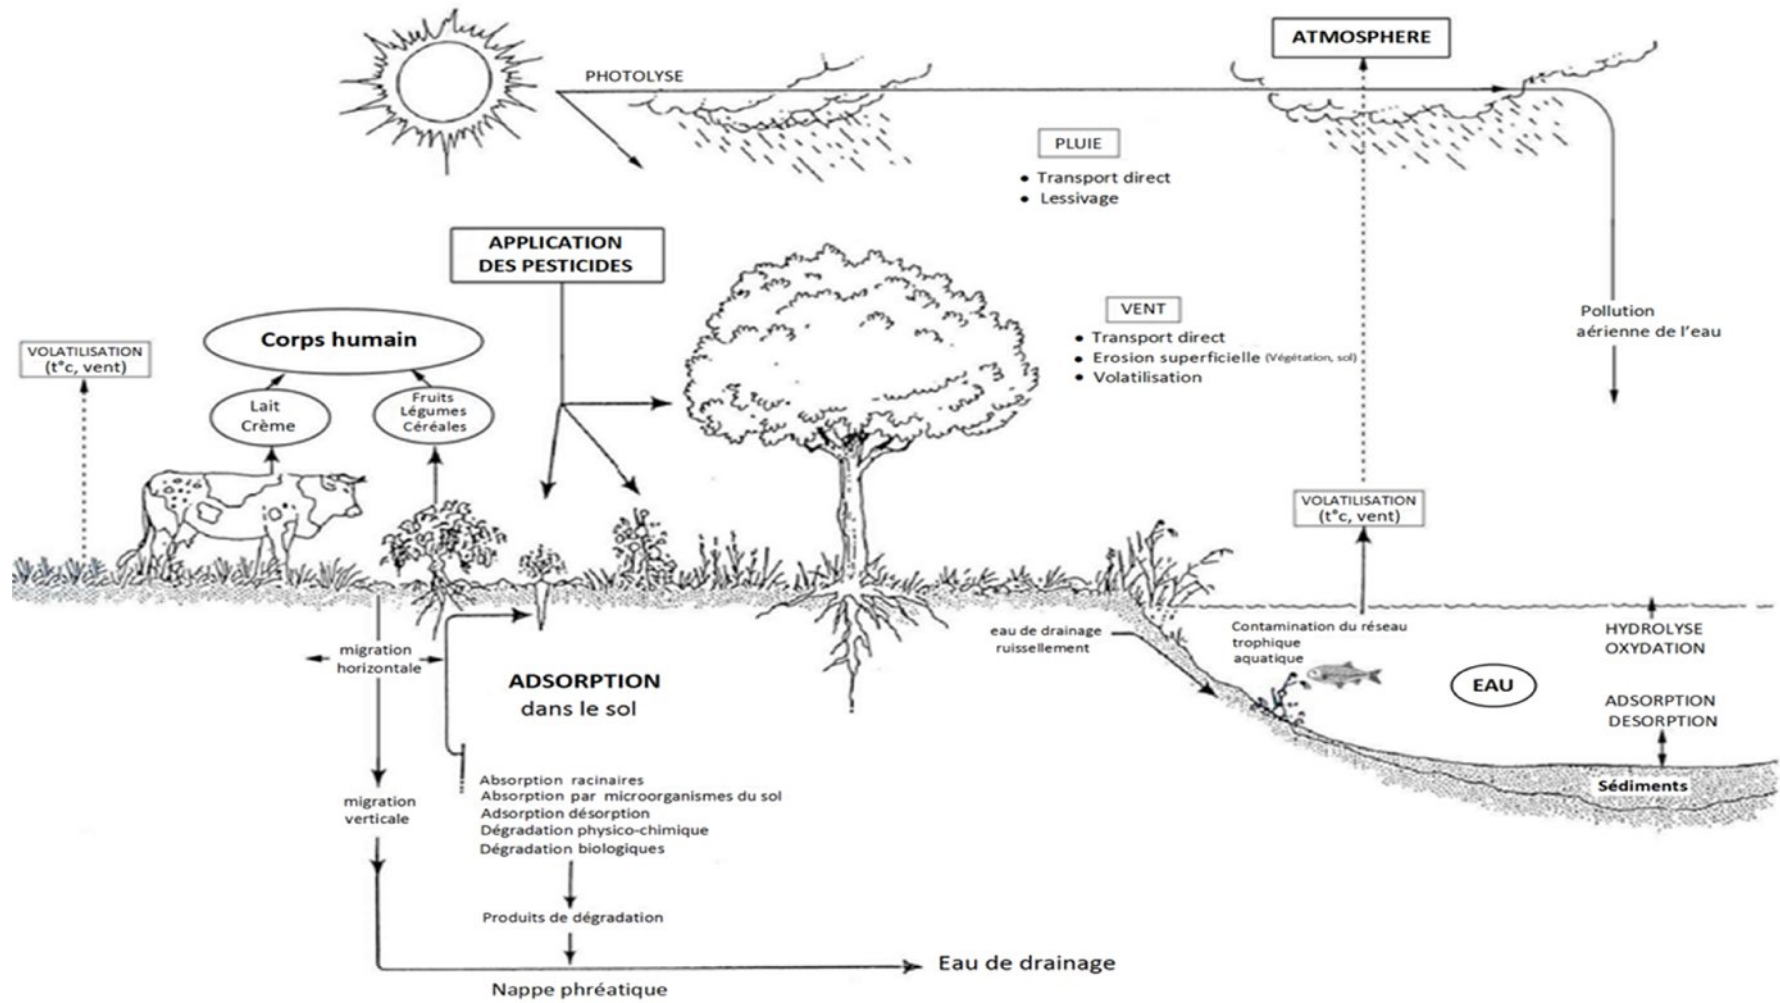 ATMOSPHERE
PHOTOLYSE
PLUIE
• Transport direct
• Lessivage
APPLICATION
DES PESTICIDES
VENT
• Transport direct
• Erosion superficielle (Végétation, sol)
• Volatilisation
Pollution
aérienne de l'eau
Corps humain
VOLATILISATION
(t°c, vent)
Lait
Crème
Fruits
Légumes
Céréales
VOLATILISATION
(t°c, vent)
migration
horizontale
ADSORPTION
dans le sol
eau de drainage
ruissellement
Contamination du réseau
trophique
aquatique
HYDROLYSE
OXYDATION
EAU
ADSORPTION
DESORPTION
Sédiments
Absorption racinaires
Absorption par microorganismes du sol
Adsorption désorption
Dégradation physico-chimique
Dégradation biologiques
migration
verticale
Produits de dégradation
Eau de drainage
Nappe phréatique